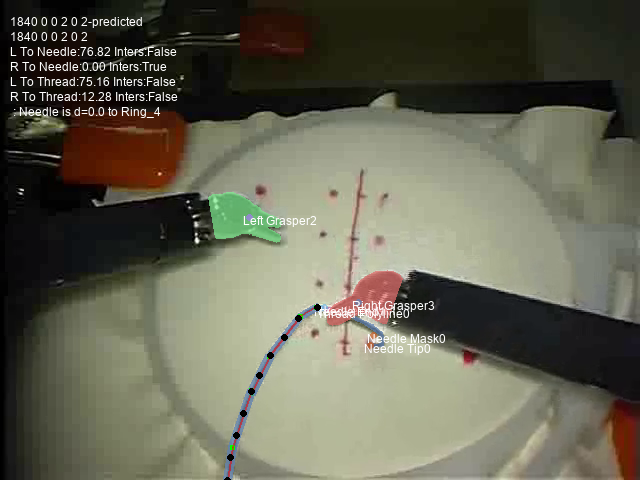 1840 0 0 2 0 2-predicted
1840 0 0 2 0 2
L To Needle:76.82 Inters:False
R To Needle:0.00 Inters:True
L To Thread:75.16 Inters:False
R To Thread:12.28 Inters:False
: Needle is d=0.0 to Ring_4
Left Grasper2
Right Grasper3
Needle Mask0
Needle Tip0